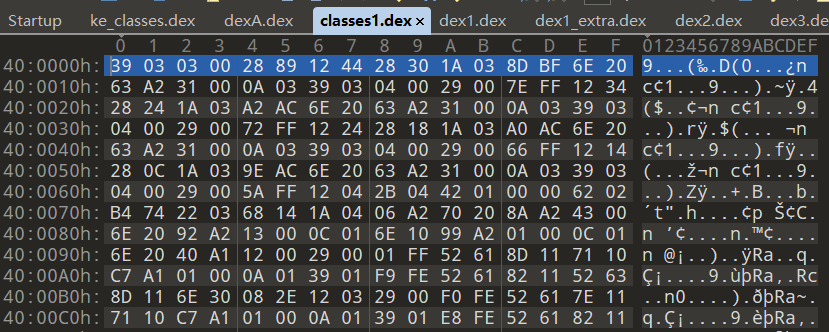 Startup ke_classes.dex dexA.dex classes1.dex × dex1.dex dex1_extra.dex dex2.dex dex3.de
0 1 2 3 4 5 6 7 8 9 A B C D E F 0123456789ABCDEF
40:0000h: 39 03 03 00 28 89 12 44 28 30 1A 03 8D BF 6E 20 9...(‰.D(0...¿n
40:0010h: 63 A2 31 00 0A 03 39 03 04 00 29 00 7E FF 12 34 c¢1...9...).~ÿ.4
40:0020h: 28 24 1A 03 A2 AC 6E 20 63 A2 31 00 0A 03 39 03 ($..¢¬n c¢1...9.
40:0030h: 04 00 29 00 72 FF 12 24 28 18 1A 03 A0 AC 6E 20 ..).rÿ.$(... ¬n
40:0040h: 63 A2 31 00 0A 03 39 03 04 00 29 00 66 FF 12 14 c¢1...9...).fÿ..
40:0050h: 28 0C 1A 03 9E AC 6E 20 63 A2 31 00 0A 03 39 03 (...ž¬n c¢1...9.
40:0060h: 04 00 29 00 5A FF 12 04 2B 04 42 01 00 00 62 02 ..).Zÿ..+.B...b.
40:0070h: B4 74 22 03 68 14 1A 04 06 A2 70 20 8A A2 43 00 ´t".h....¢p Š¢C.
40:0080h: 6E 20 92 A2 13 00 0C 01 6E 10 99 A2 01 00 0C 01 n ’¢....n.™¢....
40:0090h: 6E 20 40 A1 12 00 29 00 01 FF 52 61 8D 11 71 10 n @¡..)..ÿRa..q.
40:00A0h: C7 A1 01 00 0A 01 39 01 F9 FE 52 61 82 11 52 63 Ç¡....9.ùþRa‚.Rc
40:00B0h: 8D 11 6E 30 08 2E 12 03 29 00 F0 FE 52 61 7E 11 ..n0....).ðþRa~.
40:00C0h: 71 10 C7 A1 01 00 0A 01 39 01 E8 FE 52 61 82 11 q.Ç¡....9.èþRa‚.